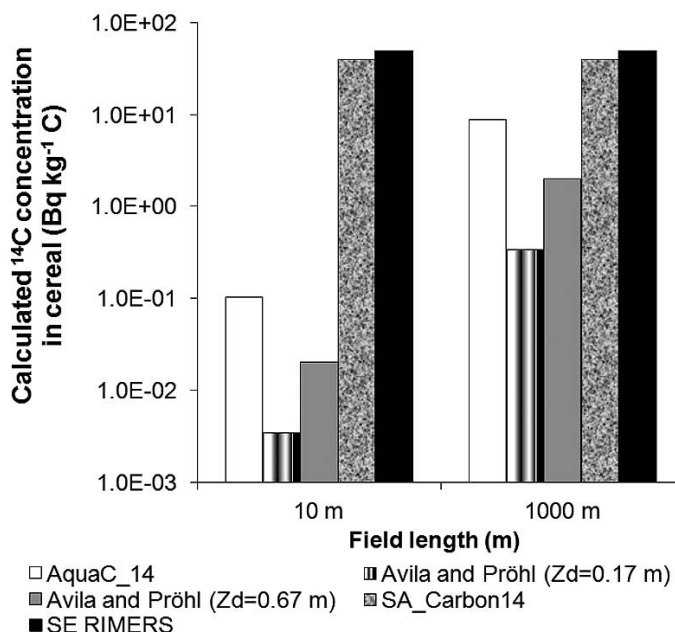 Calculated ¹⁴C concentration
in cereal (Bq kg⁻¹ C)
1.0E+02
1.0E+01
1.0E+00
1.0E-01
1.0E-02
1.0E-03
10 m
1000 m
Field length (m)
AquaC_14
Avila and Pröhl (Zd=0.17 m)
Avila and Pröhl (Zd=0.67 m)
SA_Carbon14
SE RIMERS